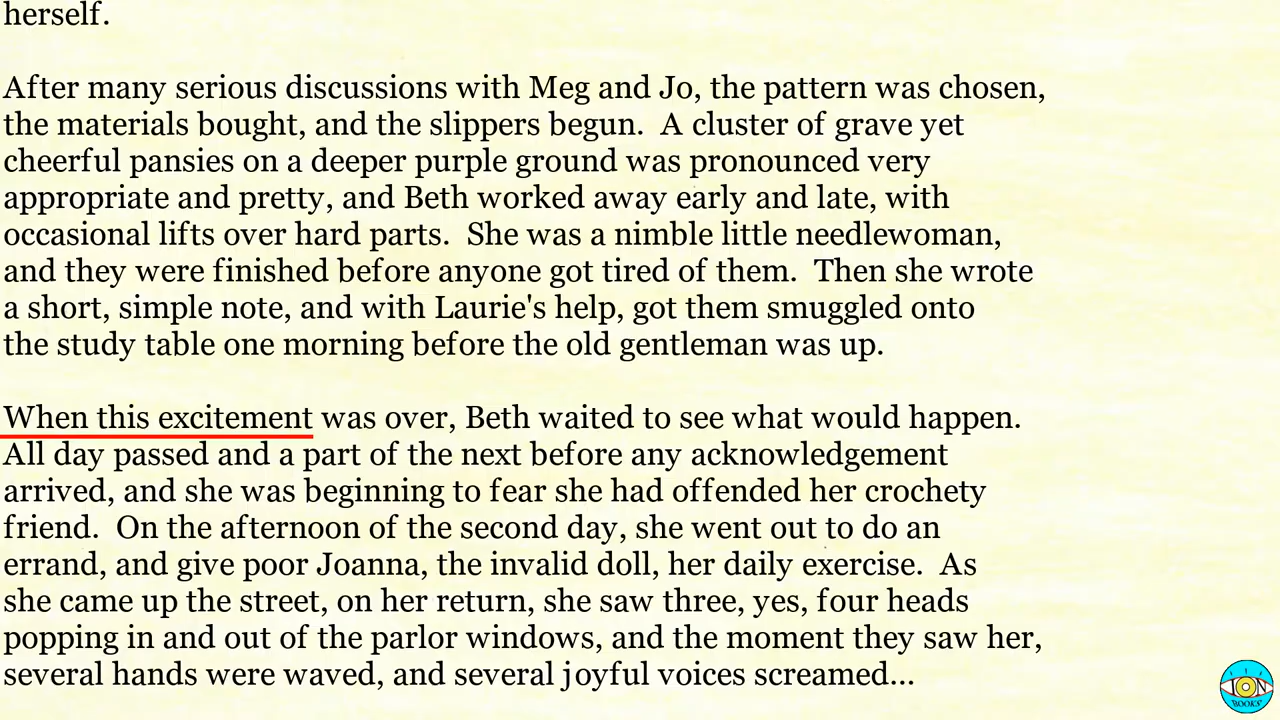 herself.
After many serious discussions with Meg and Jo, the pattern was chosen,
the materials bought, and the slippers begun.  A cluster of grave yet
cheerful pansies on a deeper purple ground was pronounced very
appropriate and pretty, and Beth worked away early and late, with
occasional lifts over hard parts.  She was a nimble little needlewoman,
and they were finished before anyone got tired of them.  Then she wrote
a short, simple note, and with Laurie's help, got them smuggled onto
the study table one morning before the old gentleman was up.
When this excitement was over, Beth waited to see what would happen.
All day passed and a part of the next before any acknowledgement
arrived, and she was beginning to fear she had offended her crochety
friend.  On the afternoon of the second day, she went out to do an
errand, and give poor Joanna, the invalid doll, her daily exercise.  As
she came up the street, on her return, she saw three, yes, four heads
popping in and out of the parlor windows, and the moment they saw her,
several hands were waved, and several joyful voices screamed...
ION
BOOKS